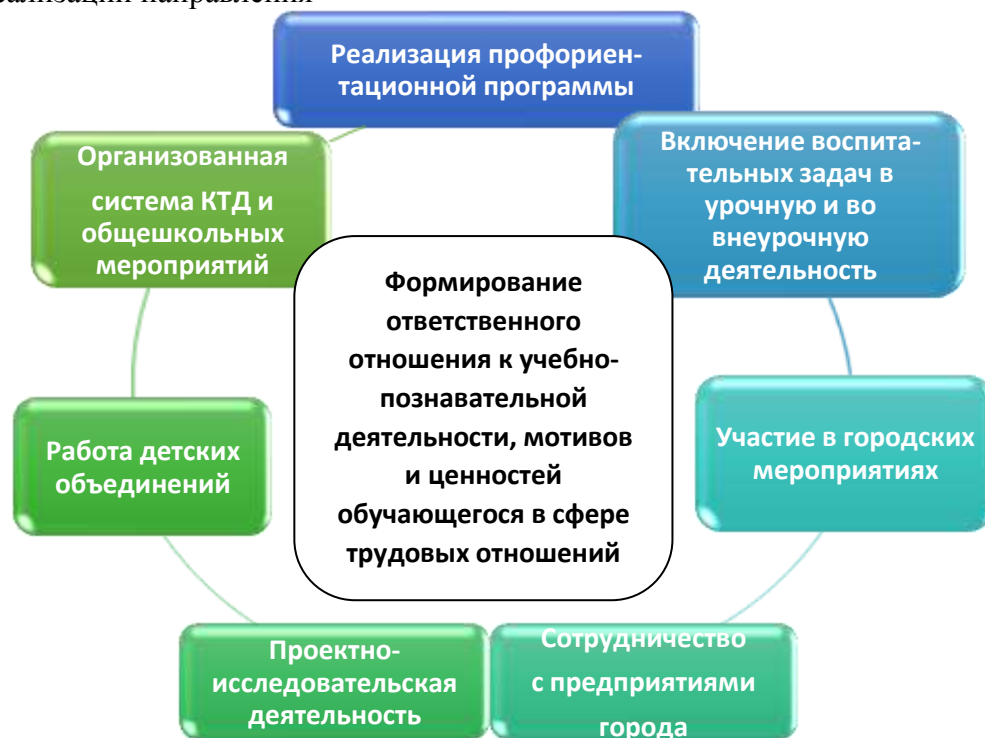 направления
Реализация профориен-
тационной программы
Включение воспита-
тельных задач в
урочную и во
внеурочную
деятельность
Участие в городских
мероприятиях
Сотрудничество
с предприятиями
города
Проектно-
исследовательская
деятельность
Работа детских
объединений
Организованная
система КТД и
общешкольных
мероприятий
Формирование
ответственного
отношения к учебно-
познавательной
деятельности, мотивов
и ценностей
обучающегося в сфере
трудовых отношений